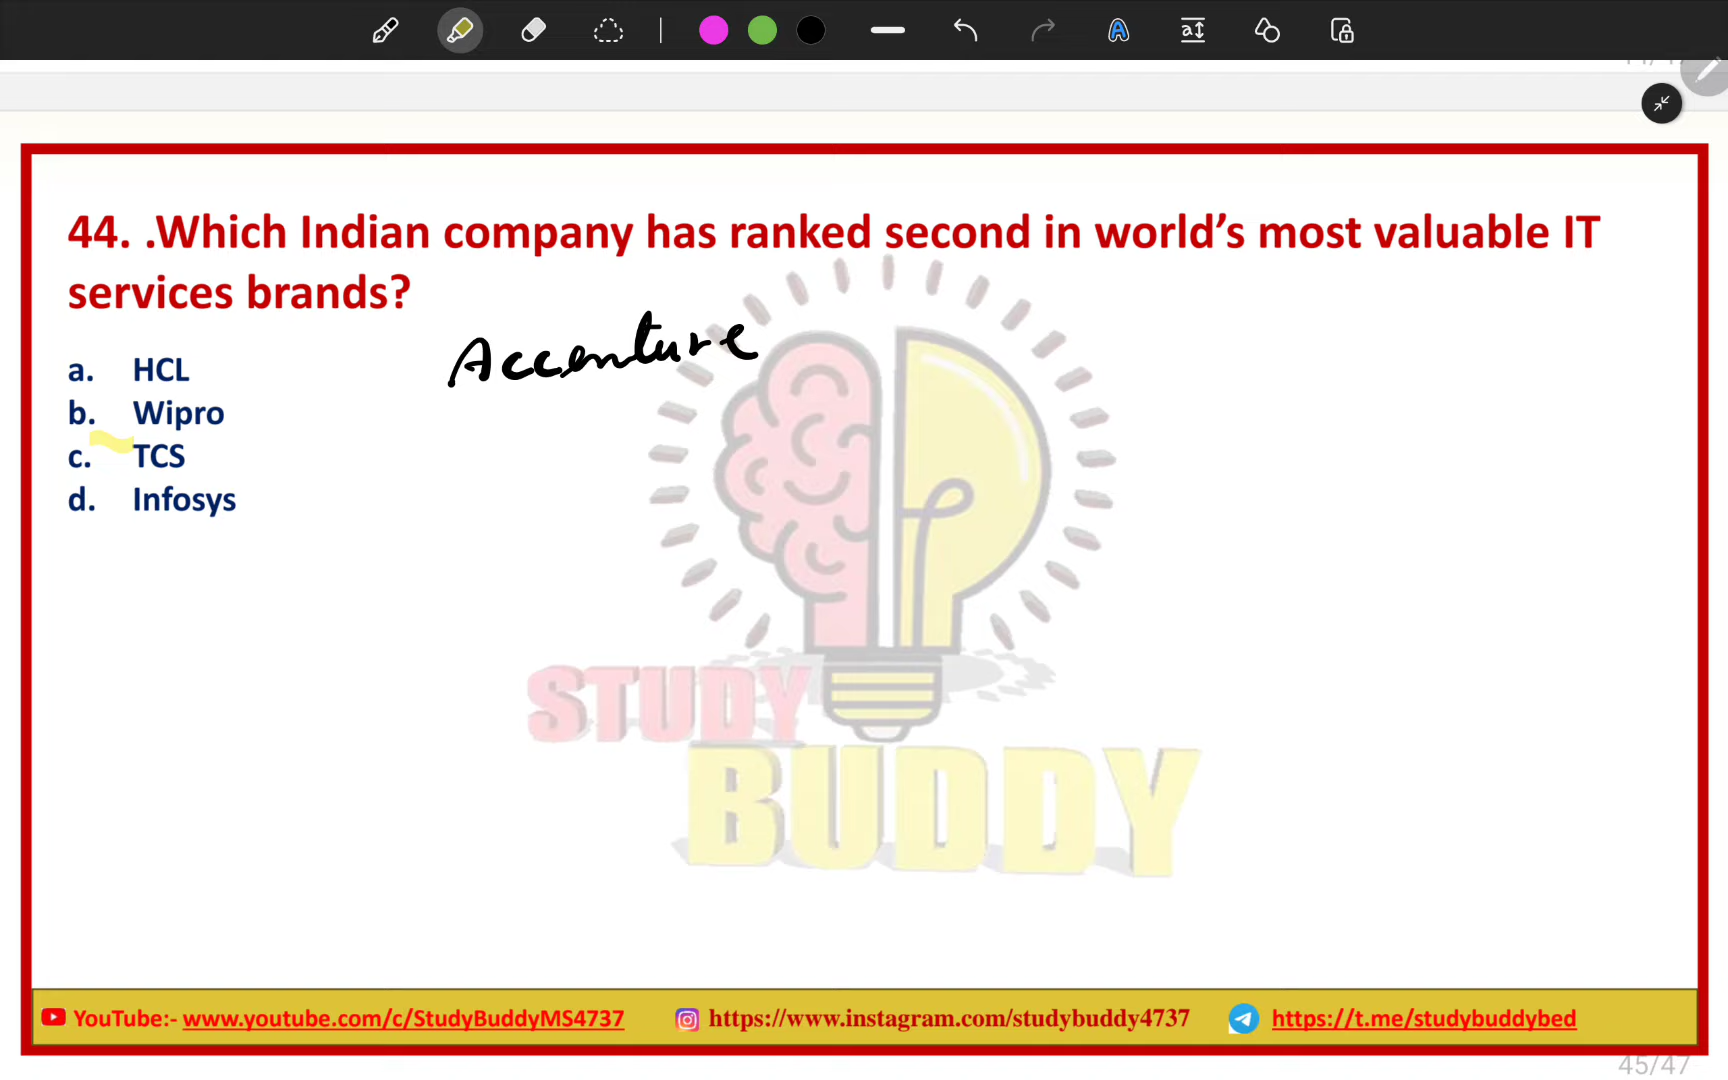 44. .Which Indian company has ranked second in world's most valuable IT
services brands?
Accenture
a. HCL
b. Wipro
c. TCS
d. Infosys
STUDY
BUDDY
YouTube:- www.youtube.com/c/StudyBuddyMS4737 https://www.instagram.com/studybuddy4737 https://t.me/studybuddybed
45/47